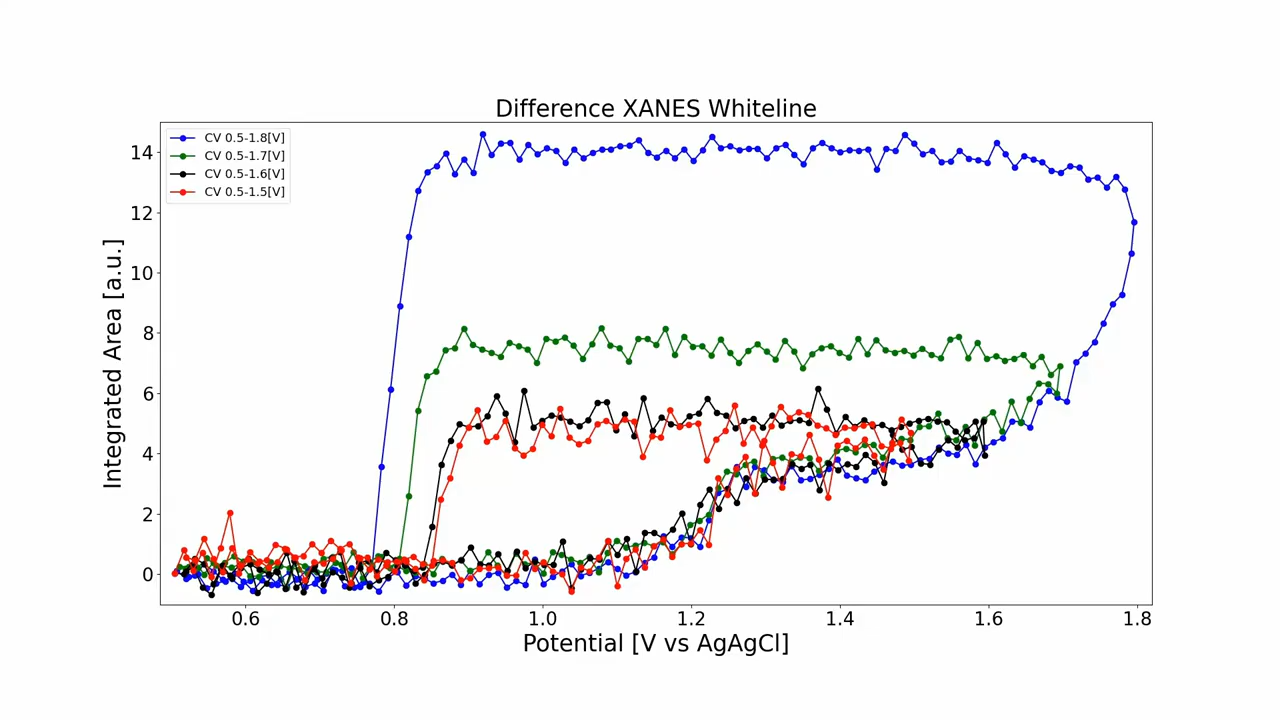 Difference XANES Whiteline
CV 0.5-1.8[V]
CV 0.5-1.7[V]
CV 0.5-1.6[V]
CV 0.5-1.5[V]
Integrated Area [a.u.]
14
12
10
8
6
4
2
0
0.6 0.8 1.0 1.2 1.4 1.6 1.8
Potential [V vs AgAgCl]